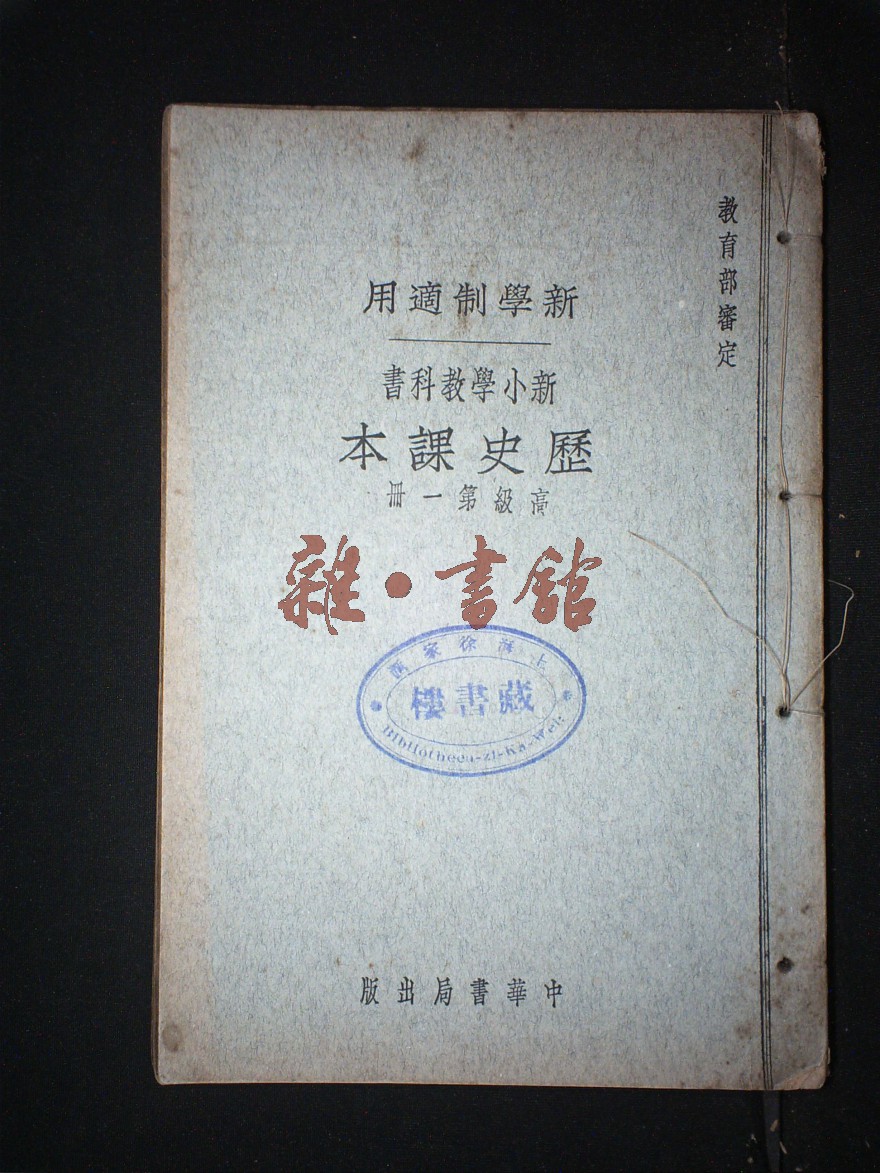 教育部審定
新學制適用
新小學教科書
歷史課本
高級第一冊
雜·書館
上海徐家匯
藏書樓
Bibliotheca-Zi-Ka-Wei
中華書局出版